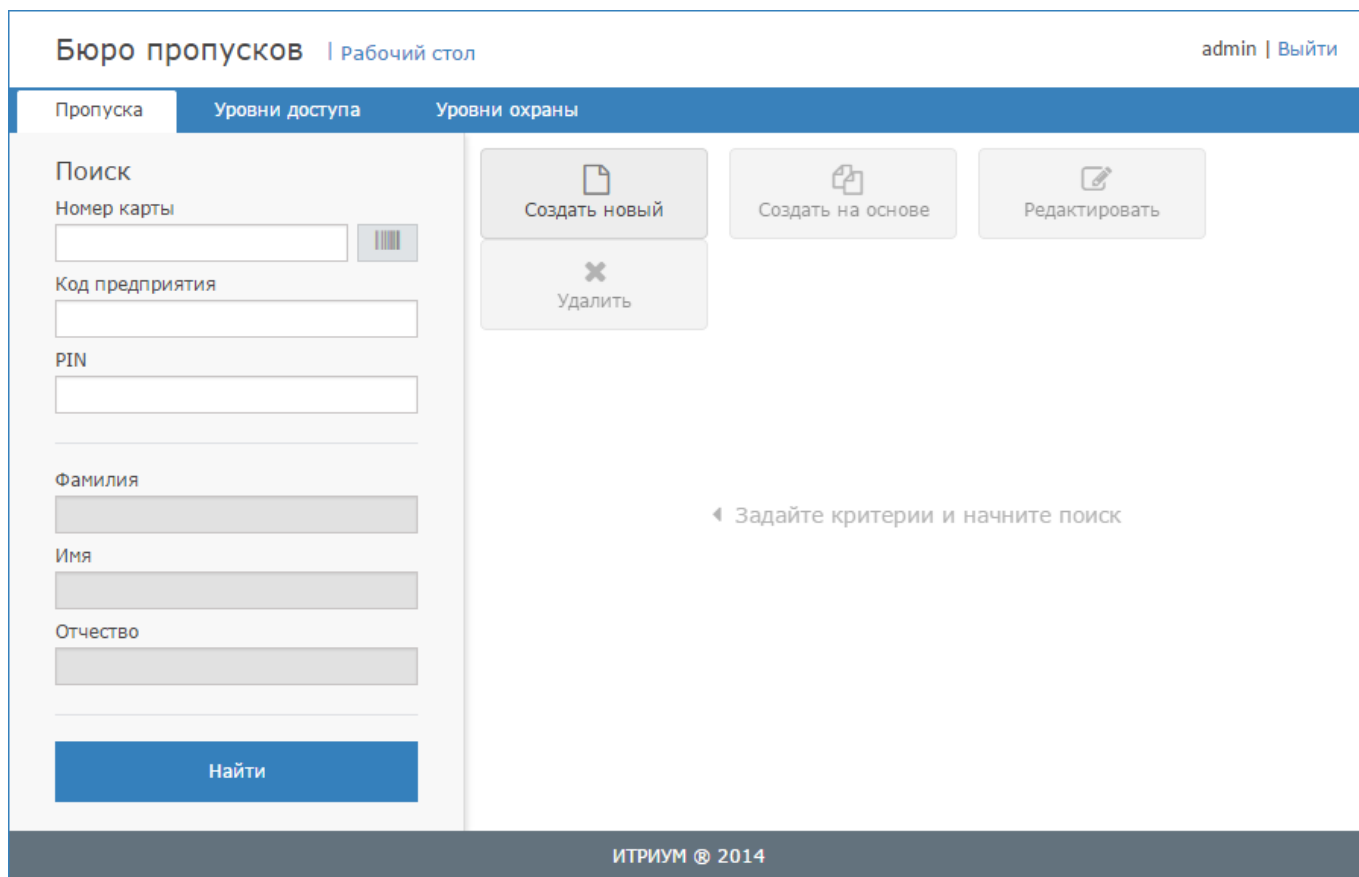 Бюро пропусков | Рабочий стол
admin | Выйти
Пропуска Уровни доступа Уровни охраны
Поиск
Номер карты
Код предприятия
PIN
Фамилия
Имя
Отчество
Найти
Создать новый Создать на основе Редактировать
Удалить
Задайте критерии и начните поиск
ИТРИУМ ® 2014